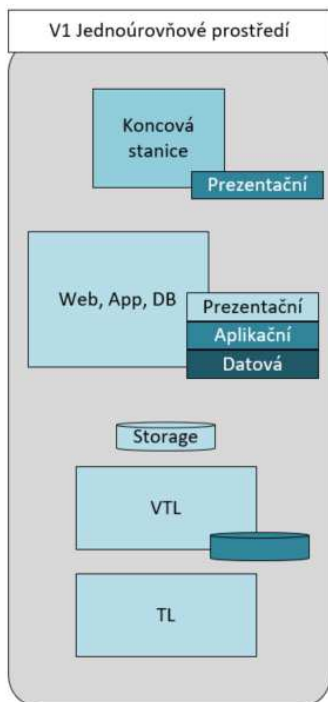 V1 Jednoúrovňové prostředí
Koncová
stanice
Prezentační
Web, App, DB
Prezentační
Aplikační
Datová
Storage
VTL
TL